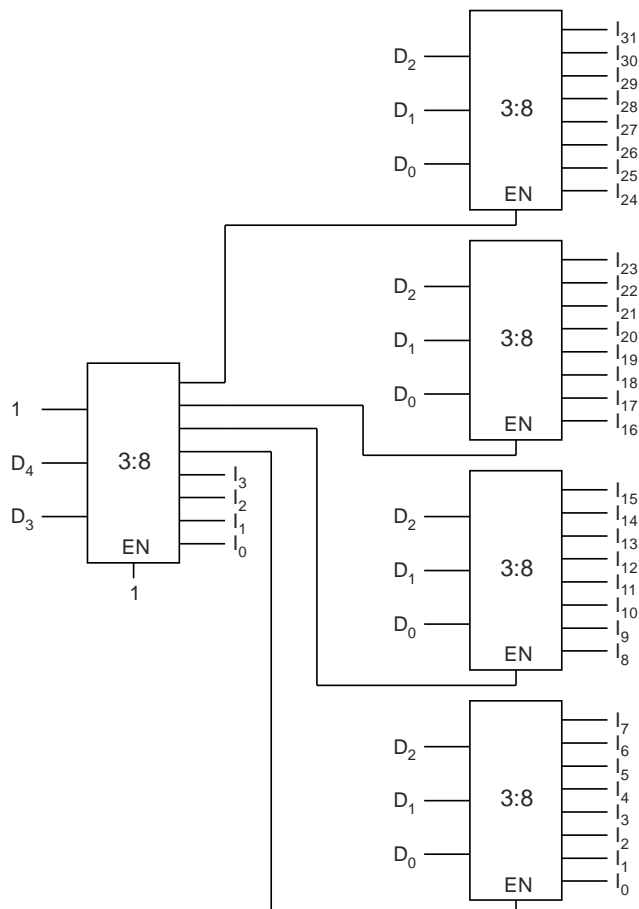 I₃₁
I₃₀
D₂
I₂₉
I₂₈
D₁
3:8
I₂₇
I₂₆
D₀
I₂₅
EN
I₂₄
I₂₃
D₂
I₂₂
I₂₁
D₁
3:8
I₂₀
I₁₉
I₁₈
D₀
I₁₇
EN
I₁₆
1
D₄
3:8
I₃
I₂
D₃
I₁
EN
I₀
1
I₁₅
D₂
I₁₄
I₁₃
I₁₂
D₁
3:8
I₁₁
I₁₀
D₀
I₉
EN
I₈
I₇
D₂
I₆
I₅
I₄
D₁
3:8
I₃
I₂
D₀
I₁
EN
I₀